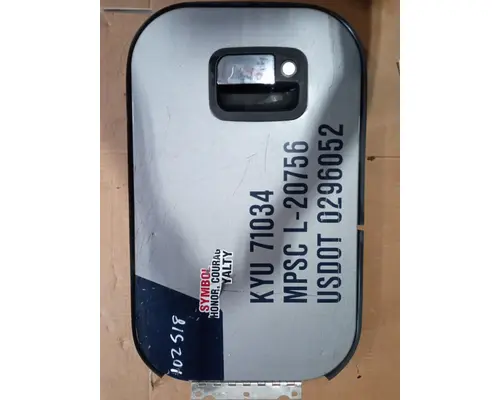 KYU 71034
MPSC L-20756
USDOT 0296052
SYMBOL
HONOR, COURAG
YALTY
102518